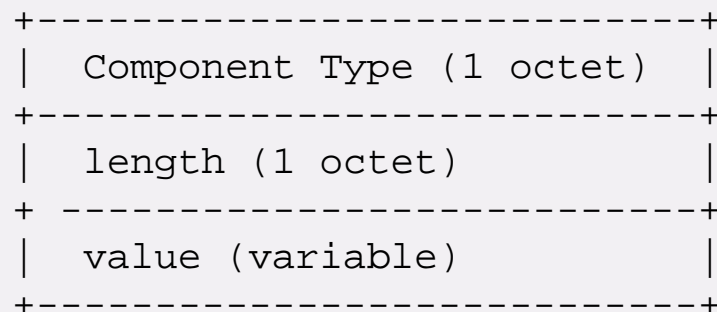 +----------------------------+
|  Component Type (1 octet)  |
+----------------------------+
|  length (1 octet)          |
+ ---------------------------+
|  value (variable)          |
+----------------------------+